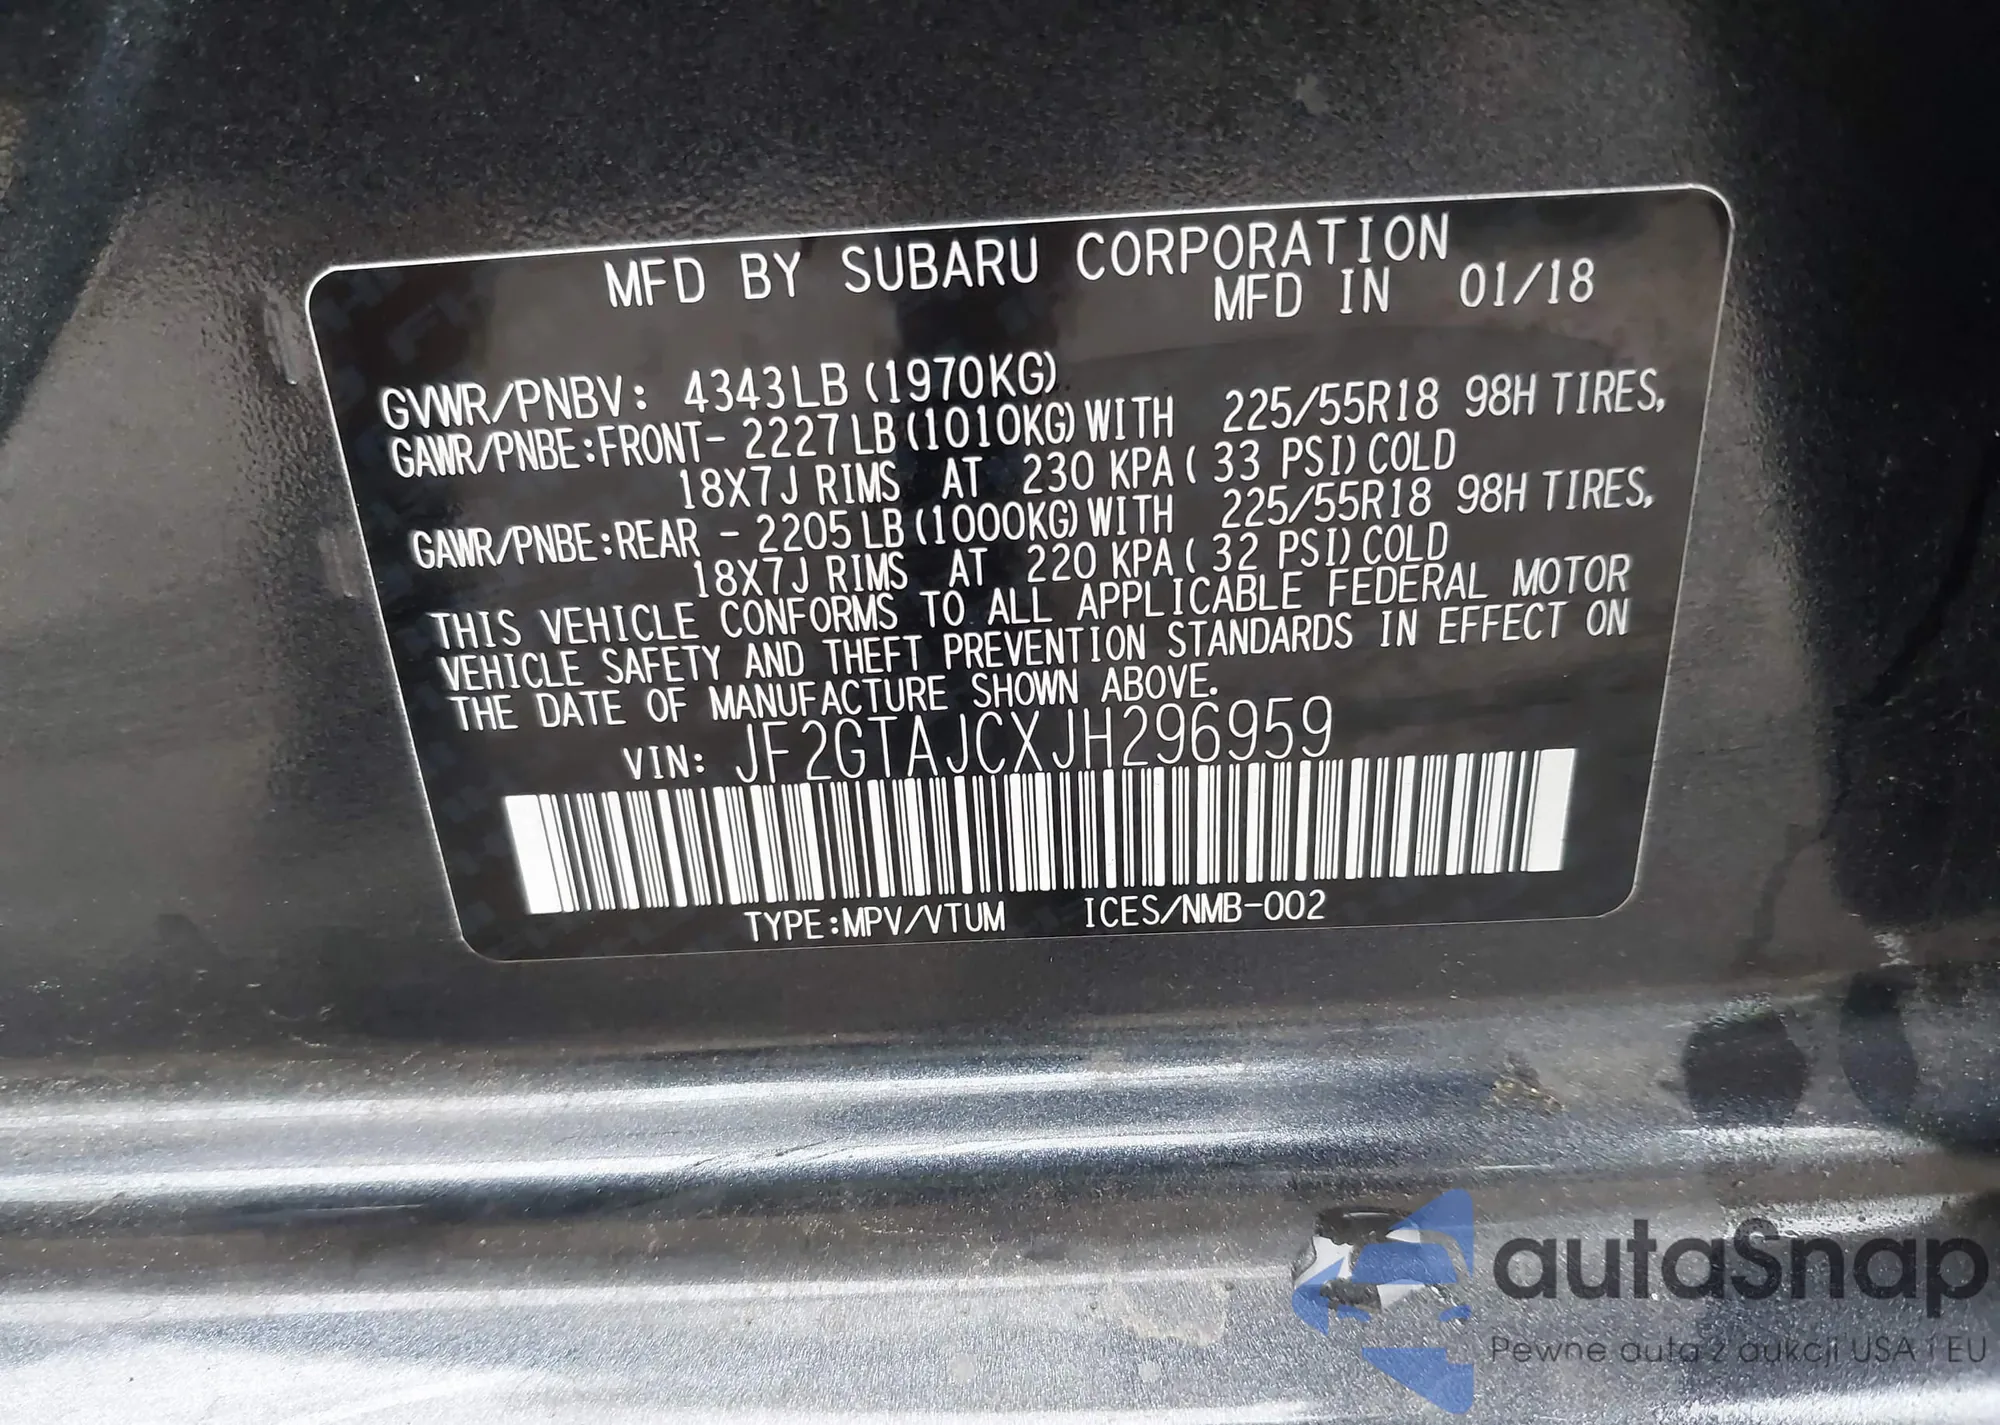 MFD BY SUBARU CORPORATION
MFD IN 01/18
GVWR/PNBV: 4343LB (1970KG)
GAWR/PNBE:FRONT- 2227LB(1010KG)WITH 225/55R18 98H TIRES,
18X7J RIMS AT 230 KPA( 33 PSI)COLD
GAWR/PNBE:REAR - 2205LB(1000KG)WITH 225/55R18 98H TIRES,
18X7J RIMS AT 220 KPA( 32 PSI)COLD
THIS VEHICLE CONFORMS TO ALL APPLICABLE FEDERAL MOTOR
VEHICLE SAFETY AND THEFT PREVENTION STANDARDS IN EFFECT ON
THE DATE OF MANUFACTURE SHOWN ABOVE.
VIN: JF2GTAJCXJH296959
TYPE:MPV/VTUM ICES/NMB-002
autaSnap
Pewne auta z aukcji USA i EU